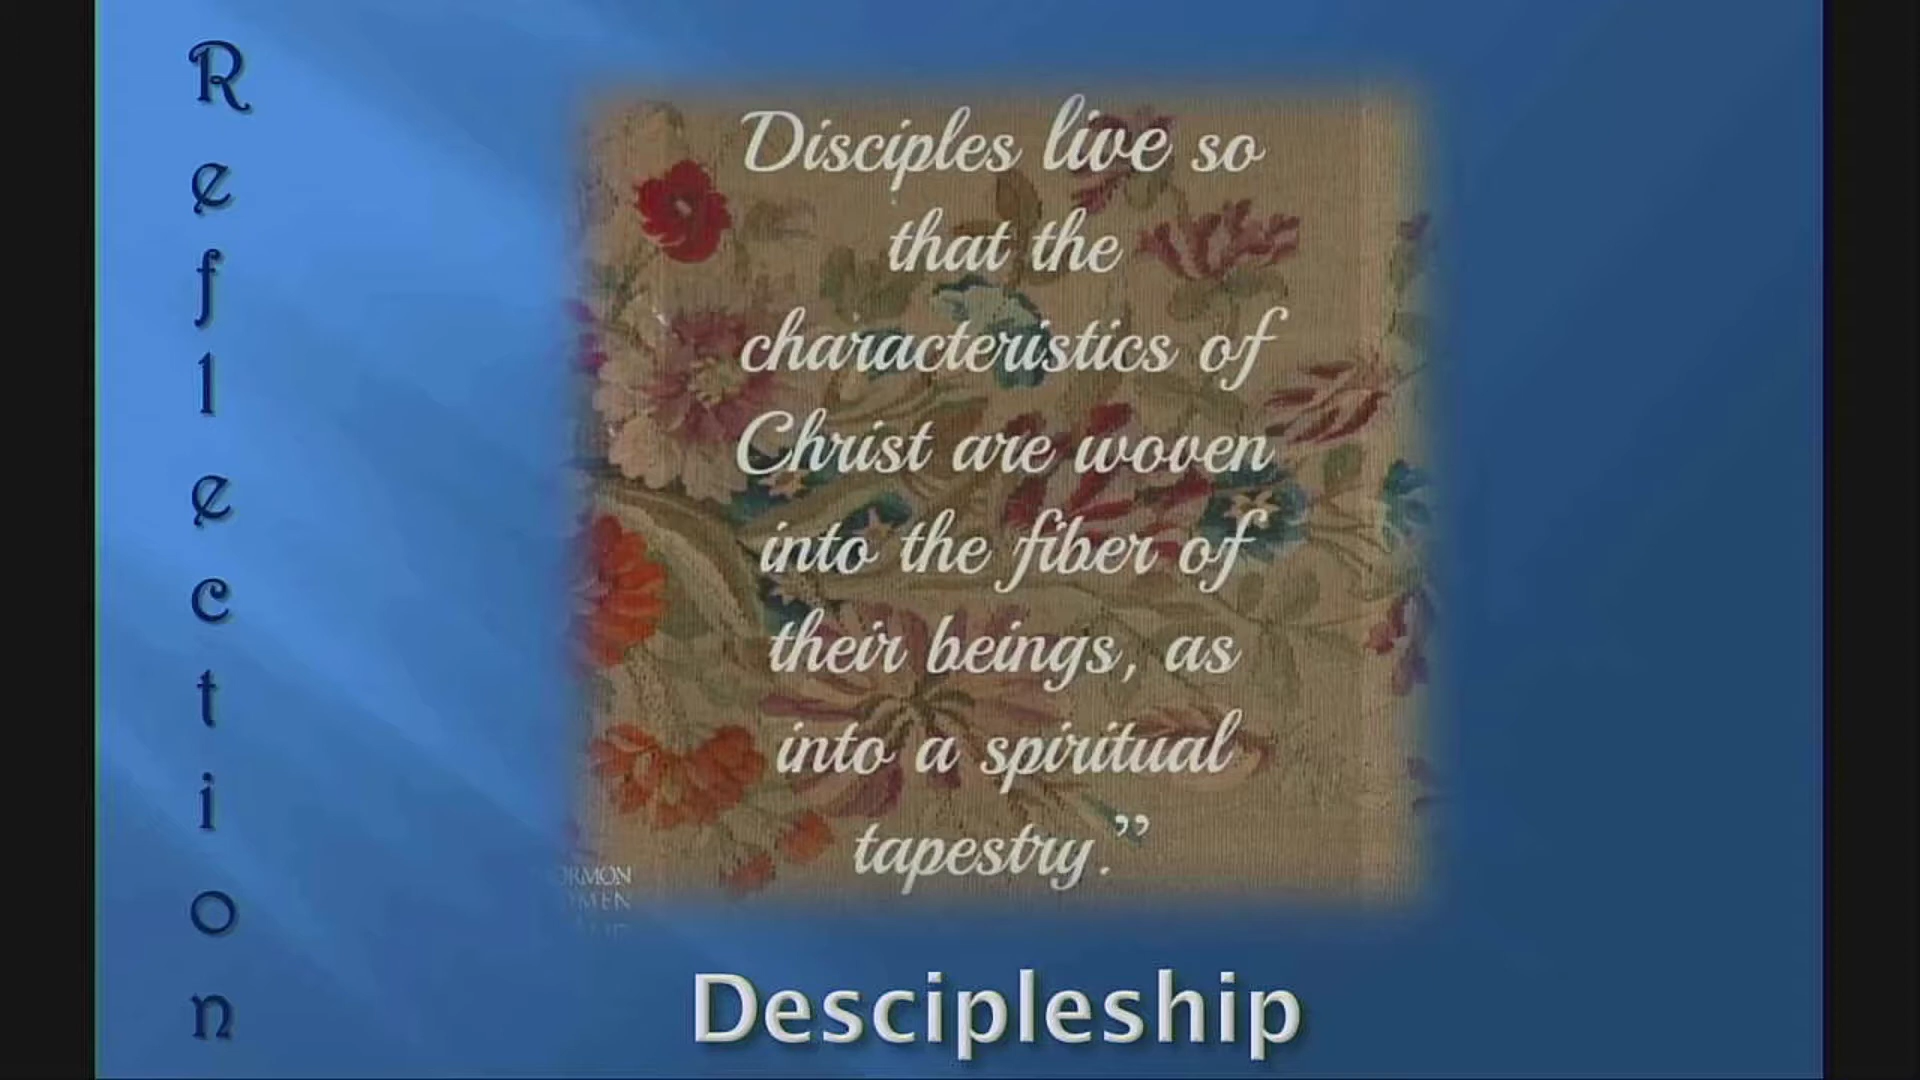 Reflection
Disciples live so
that the
characteristics of
Christ are woven
into the fiber of
their beings, as
into a spiritual
tapestry.”
Descipleship